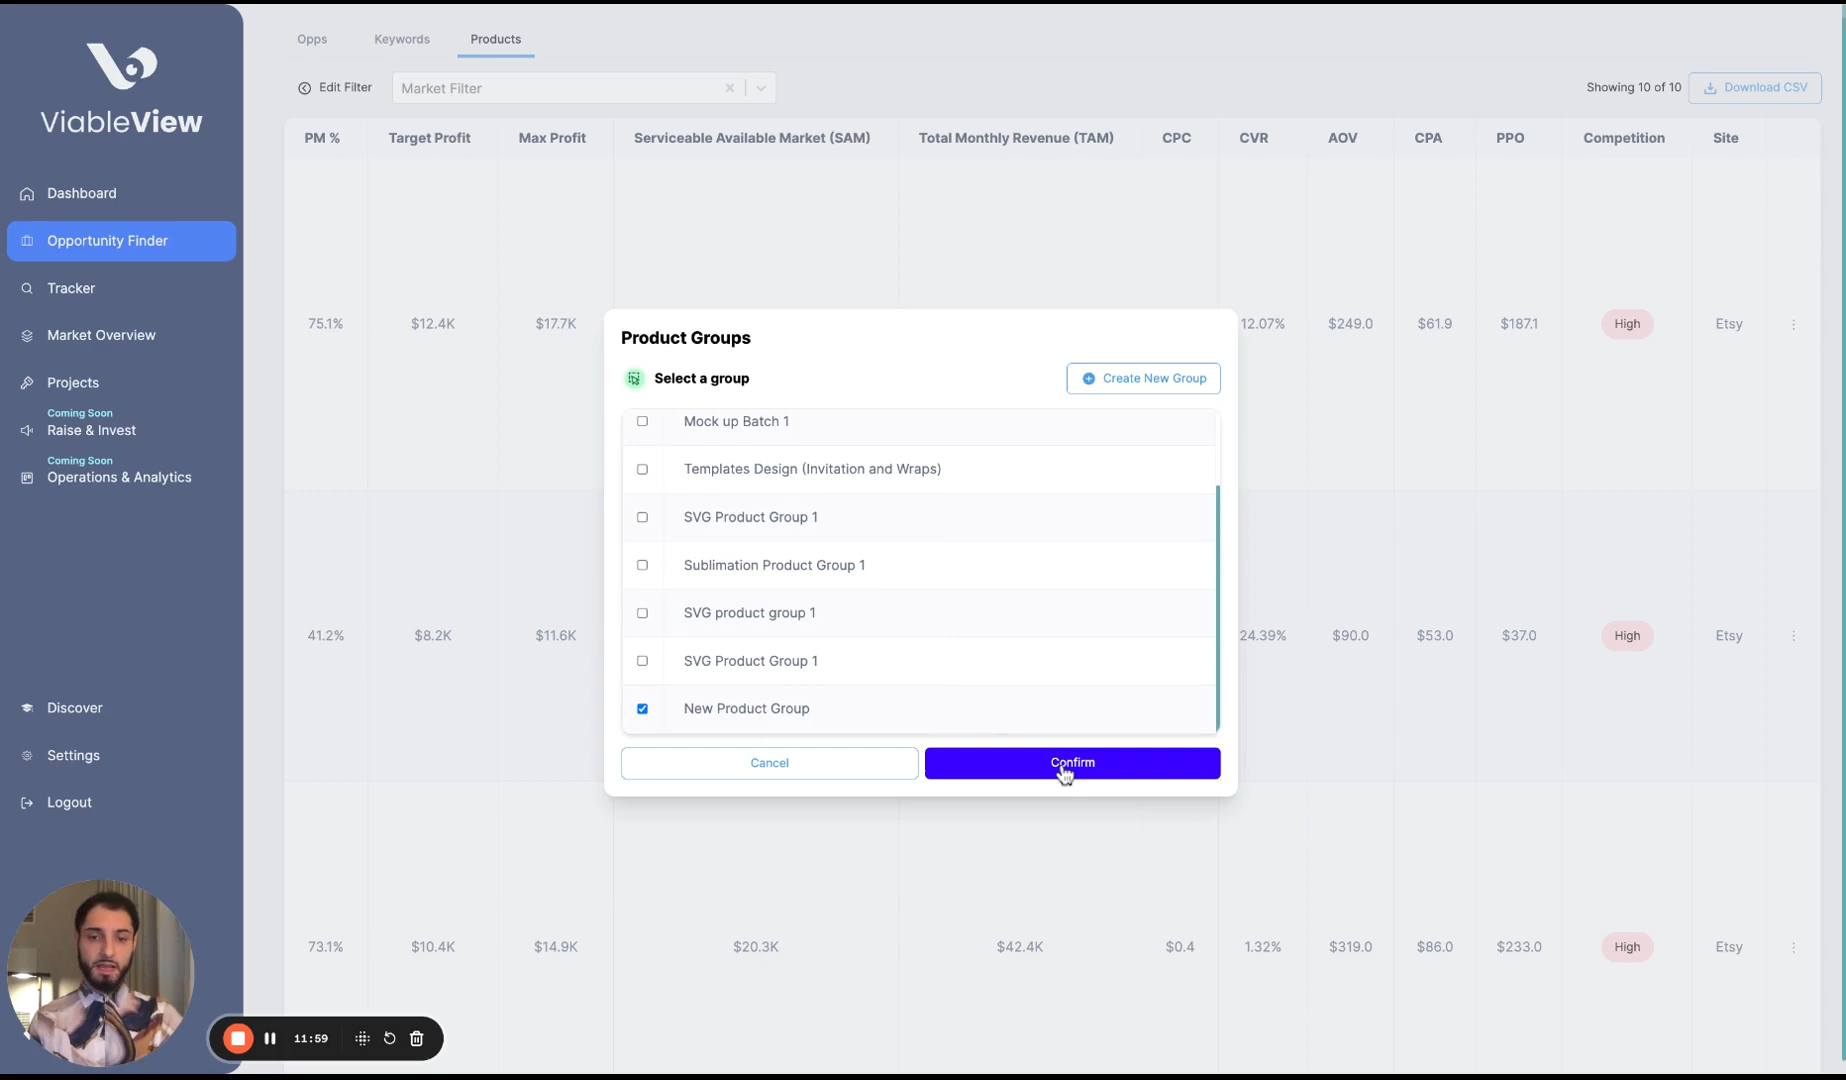 ViableView
Dashboard
Opportunity Finder
Tracker
Market Overview
Projects
Coming Soon
Raise & Invest
Coming Soon
Operations & Analytics
Discover
Settings
Logout
11:59
Opps Keywords Products
Edit Filter Market Filter Showing 10 of 10 Download CSV
PM % Target Profit Max Profit Serviceable Available Market (SAM) Total Monthly Revenue (TAM) CPC CVR AOV CPA PPO Competition Site
75.1% $12.4K $17.7K 12.07% $249.0 $61.9 $187.1 High Etsy
41.2% $8.2K $11.6K 24.39% $90.0 $53.0 $37.0 High Etsy
73.1% $10.4K $14.9K $20.3K $42.4K $0.4 1.32% $319.0 $86.0 $233.0 High Etsy
Product Groups
Select a group Create New Group
Mock up Batch 1
Templates Design (Invitation and Wraps)
SVG Product Group 1
Sublimation Product Group 1
SVG product group 1
SVG Product Group 1
New Product Group
Cancel Confirm